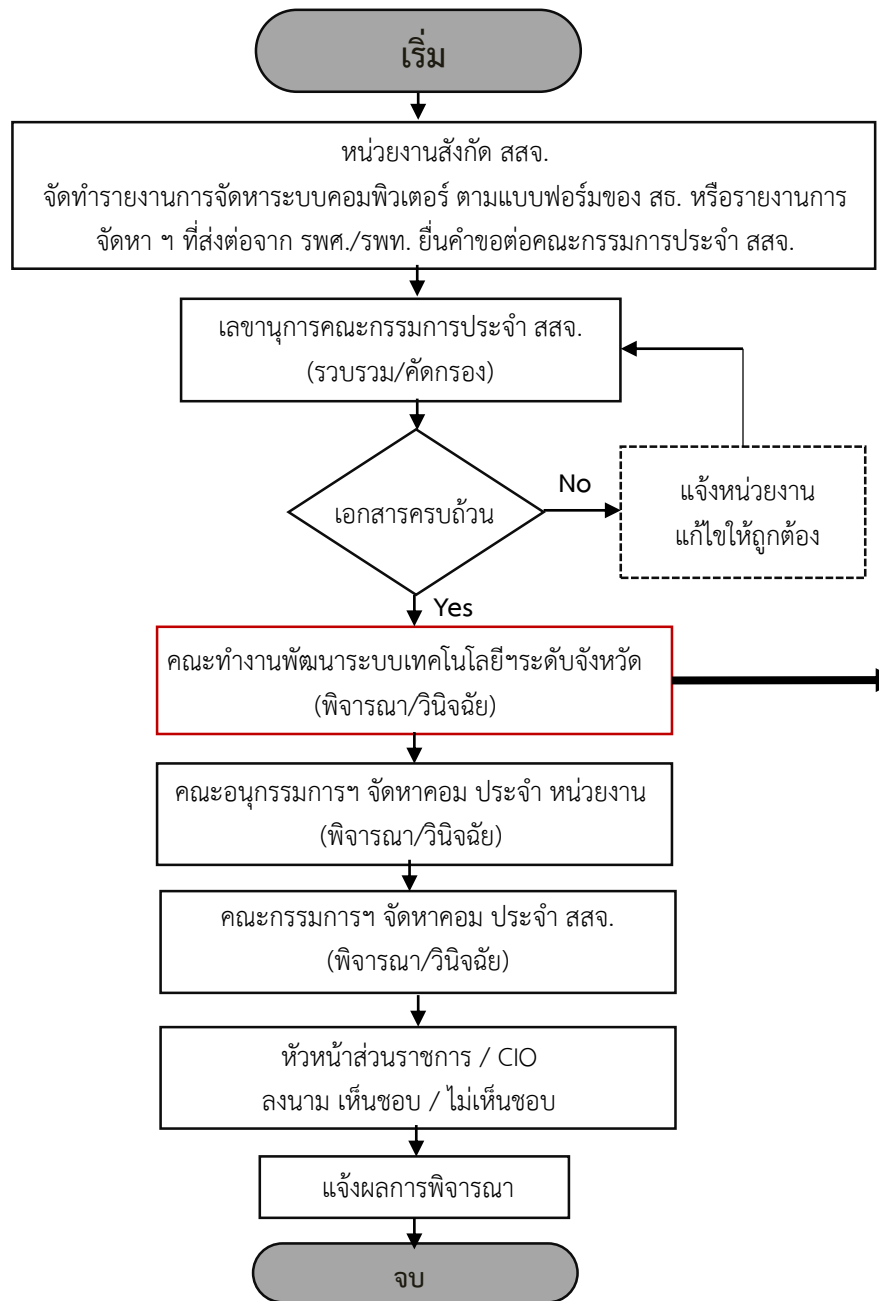 เริ่ม
หน่วยงานสังกัด สสจ.
จัดทำรายงานการจัดหาระบบคอมพิวเตอร์ ตามแบบฟอร์มของ สธ. หรือรายงานการ
จัดหา ฯ ที่ส่งต่อจาก รพศ./รพท. ยื่นคำขอต่อคณะกรรมการประจำ สสจ.
เลขานุการคณะกรรมการประจำ สสจ.
(รวบรวม/คัดกรอง)
เอกสารครบถ้วน
No
แจ้งหน่วยงาน
แก้ไขให้ถูกต้อง
Yes
คณะทำงานพัฒนาระบบเทคโนโลยีฯระดับจังหวัด
(พิจารณา/วินิจฉัย)
คณะอนุกรรมการฯ จัดหาคอม ประจำ หน่วยงาน
(พิจารณา/วินิจฉัย)
คณะกรรมการฯ จัดหาคอม ประจำ สสจ.
(พิจารณา/วินิจฉัย)
หัวหน้าส่วนราชการ / CIO
ลงนาม เห็นชอบ / ไม่เห็นชอบ
แจ้งผลการพิจารณา
จบ